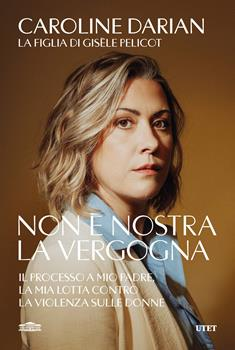 CAROLINE DARIAN
LA FIGLIA DI GISÈLE PELICOT
NON È NOSTRA
LA VERGOGNA
IL PROCESSO A MIO PADRE,
LA MIA LOTTA CONTRO
LA VIOLENZA SULLE DONNE
UTET